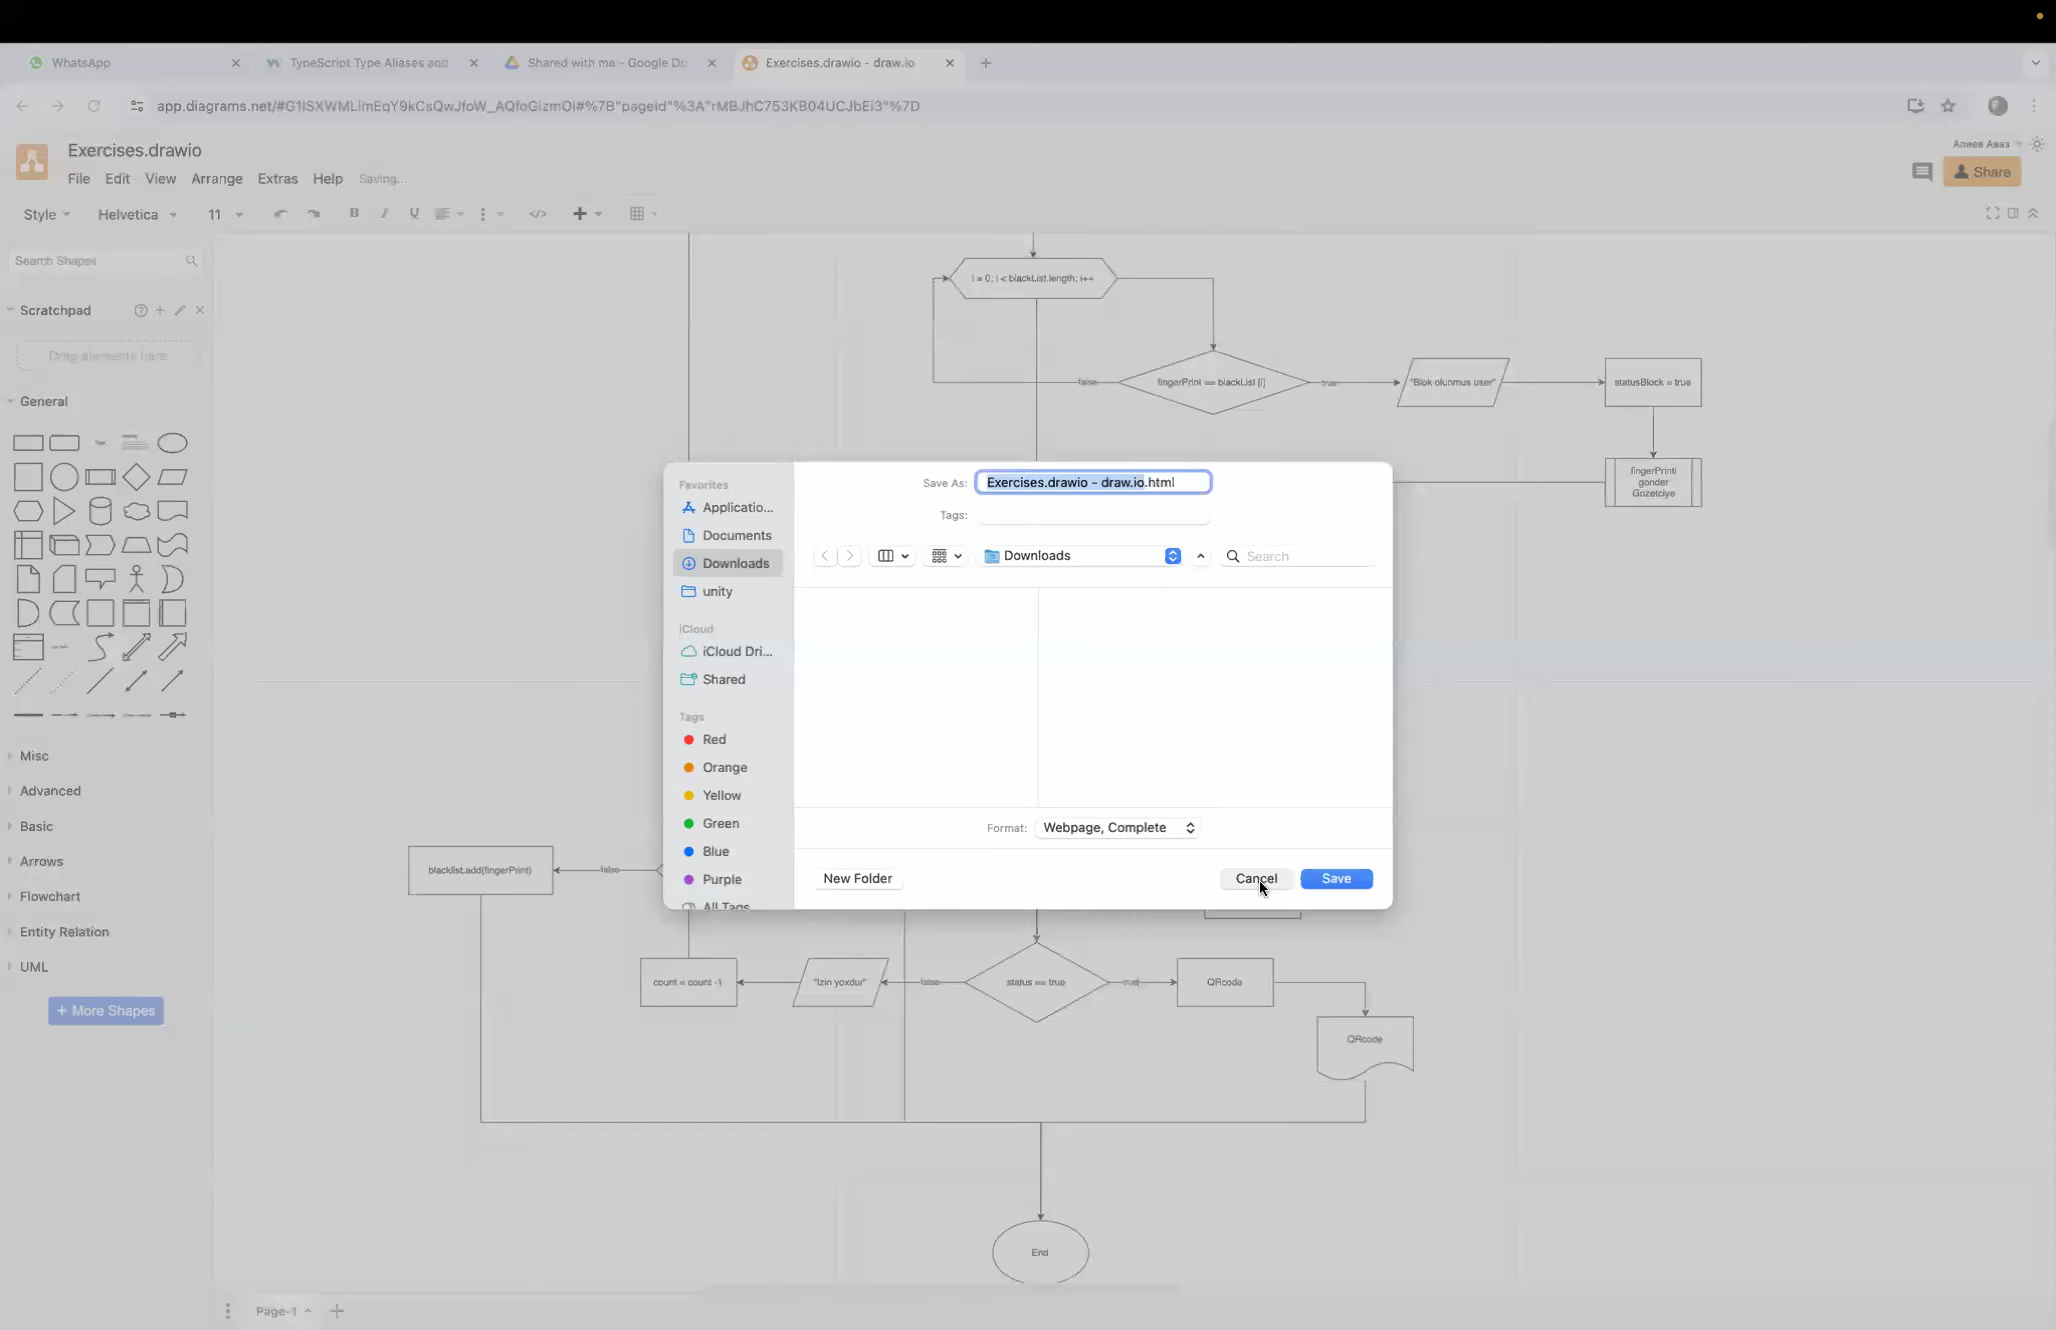 WhatsApp
TypeScript Type Aliases and
Shared with me - Google Dri
Exercises.drawio - draw.io
app.diagrams.net/#G1ISXWMLimEqY9kCsQwJfoW_AQfoGizmOl#%7B"pageId"%3A"rMBJhC753KB04UCJbEi3"%7D
Exercises.drawio
Алиев Аваз
File Edit View Arrange Extras Help Saving...
Share
Style Helvetica 11
Search Shapes
Scratchpad
Drag elements here
General
Misc
Advanced
Basic
Arrows
Flowchart
Entity Relation
UML
+ More Shapes
i = 0; i < blackList.length; i++
false
fingerPrint == blackList [i]
true
"Blok olunmus user"
statusBlock = true
fingerPrinti
gonder
Gozetciye
Favorites
Applicatio...
Documents
Downloads
unity
iCloud
iCloud Dri...
Shared
Tags
Red
Orange
Yellow
Green
Blue
Purple
All Tags...
Save As: Exercises.drawio - draw.io.html
Tags:
Downloads
Search
Format: Webpage, Complete
New Folder
Cancel
Save
blacklist.add(fingerPrint)
false
count = count -1
"Izin yoxdur"
false
status == true
true
QRcode
QRcode
End
Page-1